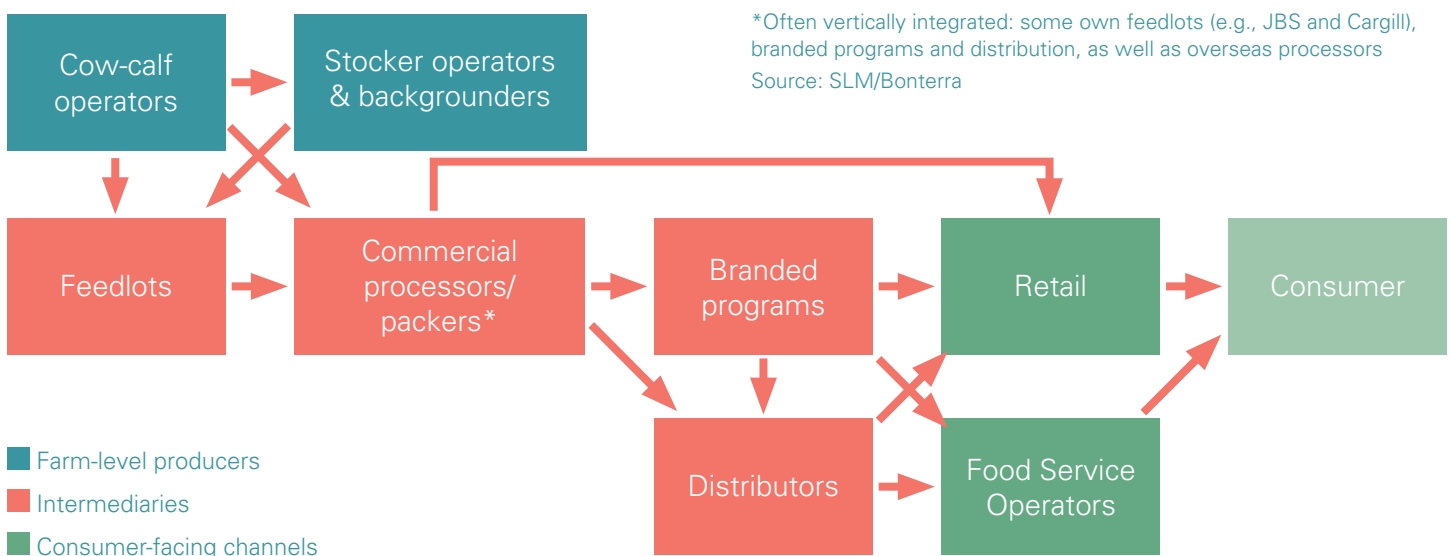 Cow-calf
operators
Stocker operators
& backgrounders
*Often vertically integrated: some own feedlots (e.g., JBS and Cargill),
branded programs and distribution, as well as overseas processors
Source: SLM/Bonterra
Feedlots
Commercial
processors/
packers*
Branded
programs
Retail
Consumer
Distributors
Food Service
Operators
Farm-level producers
Intermediaries
Consumer-facing channels